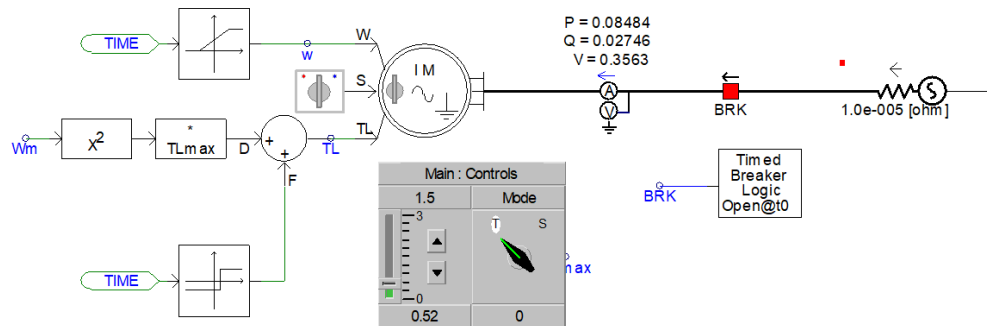 P = 0.08484
Q = 0.02746
V = 0.3563
TIME
w
W
I M
S
A
V
BRK
1.0e-005 [ohm]
S
Wm
X2
*
TLmax
D
+
+
F
TL
TL
Main : Controls
1.5
Mode
3
0
T
S
0.52
0
max
BRK
Timed
Breaker
Logic
Open@t0
TIME